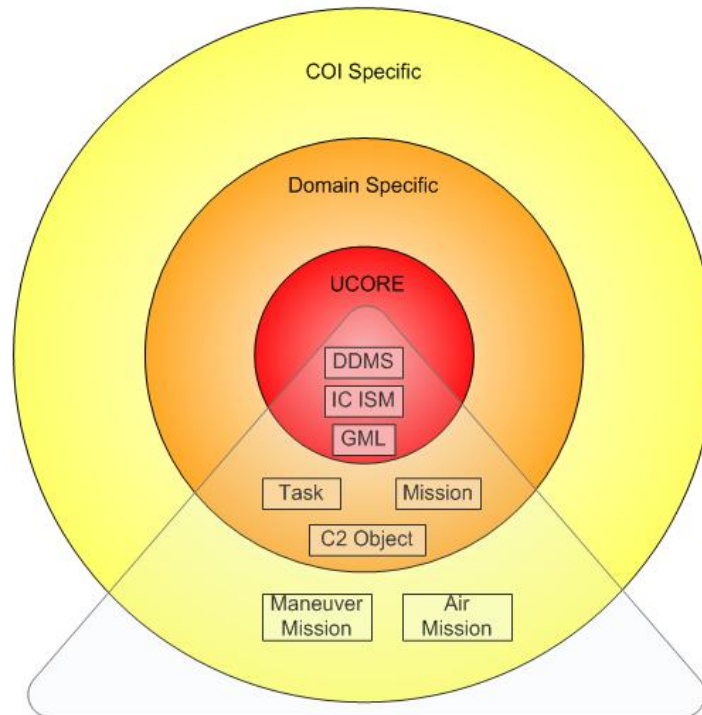 COI Specific
Domain Specific
UCORE
DDMS
IC ISM
GML
Task
Mission
C2 Object
Maneuver
Mission
Air
Mission